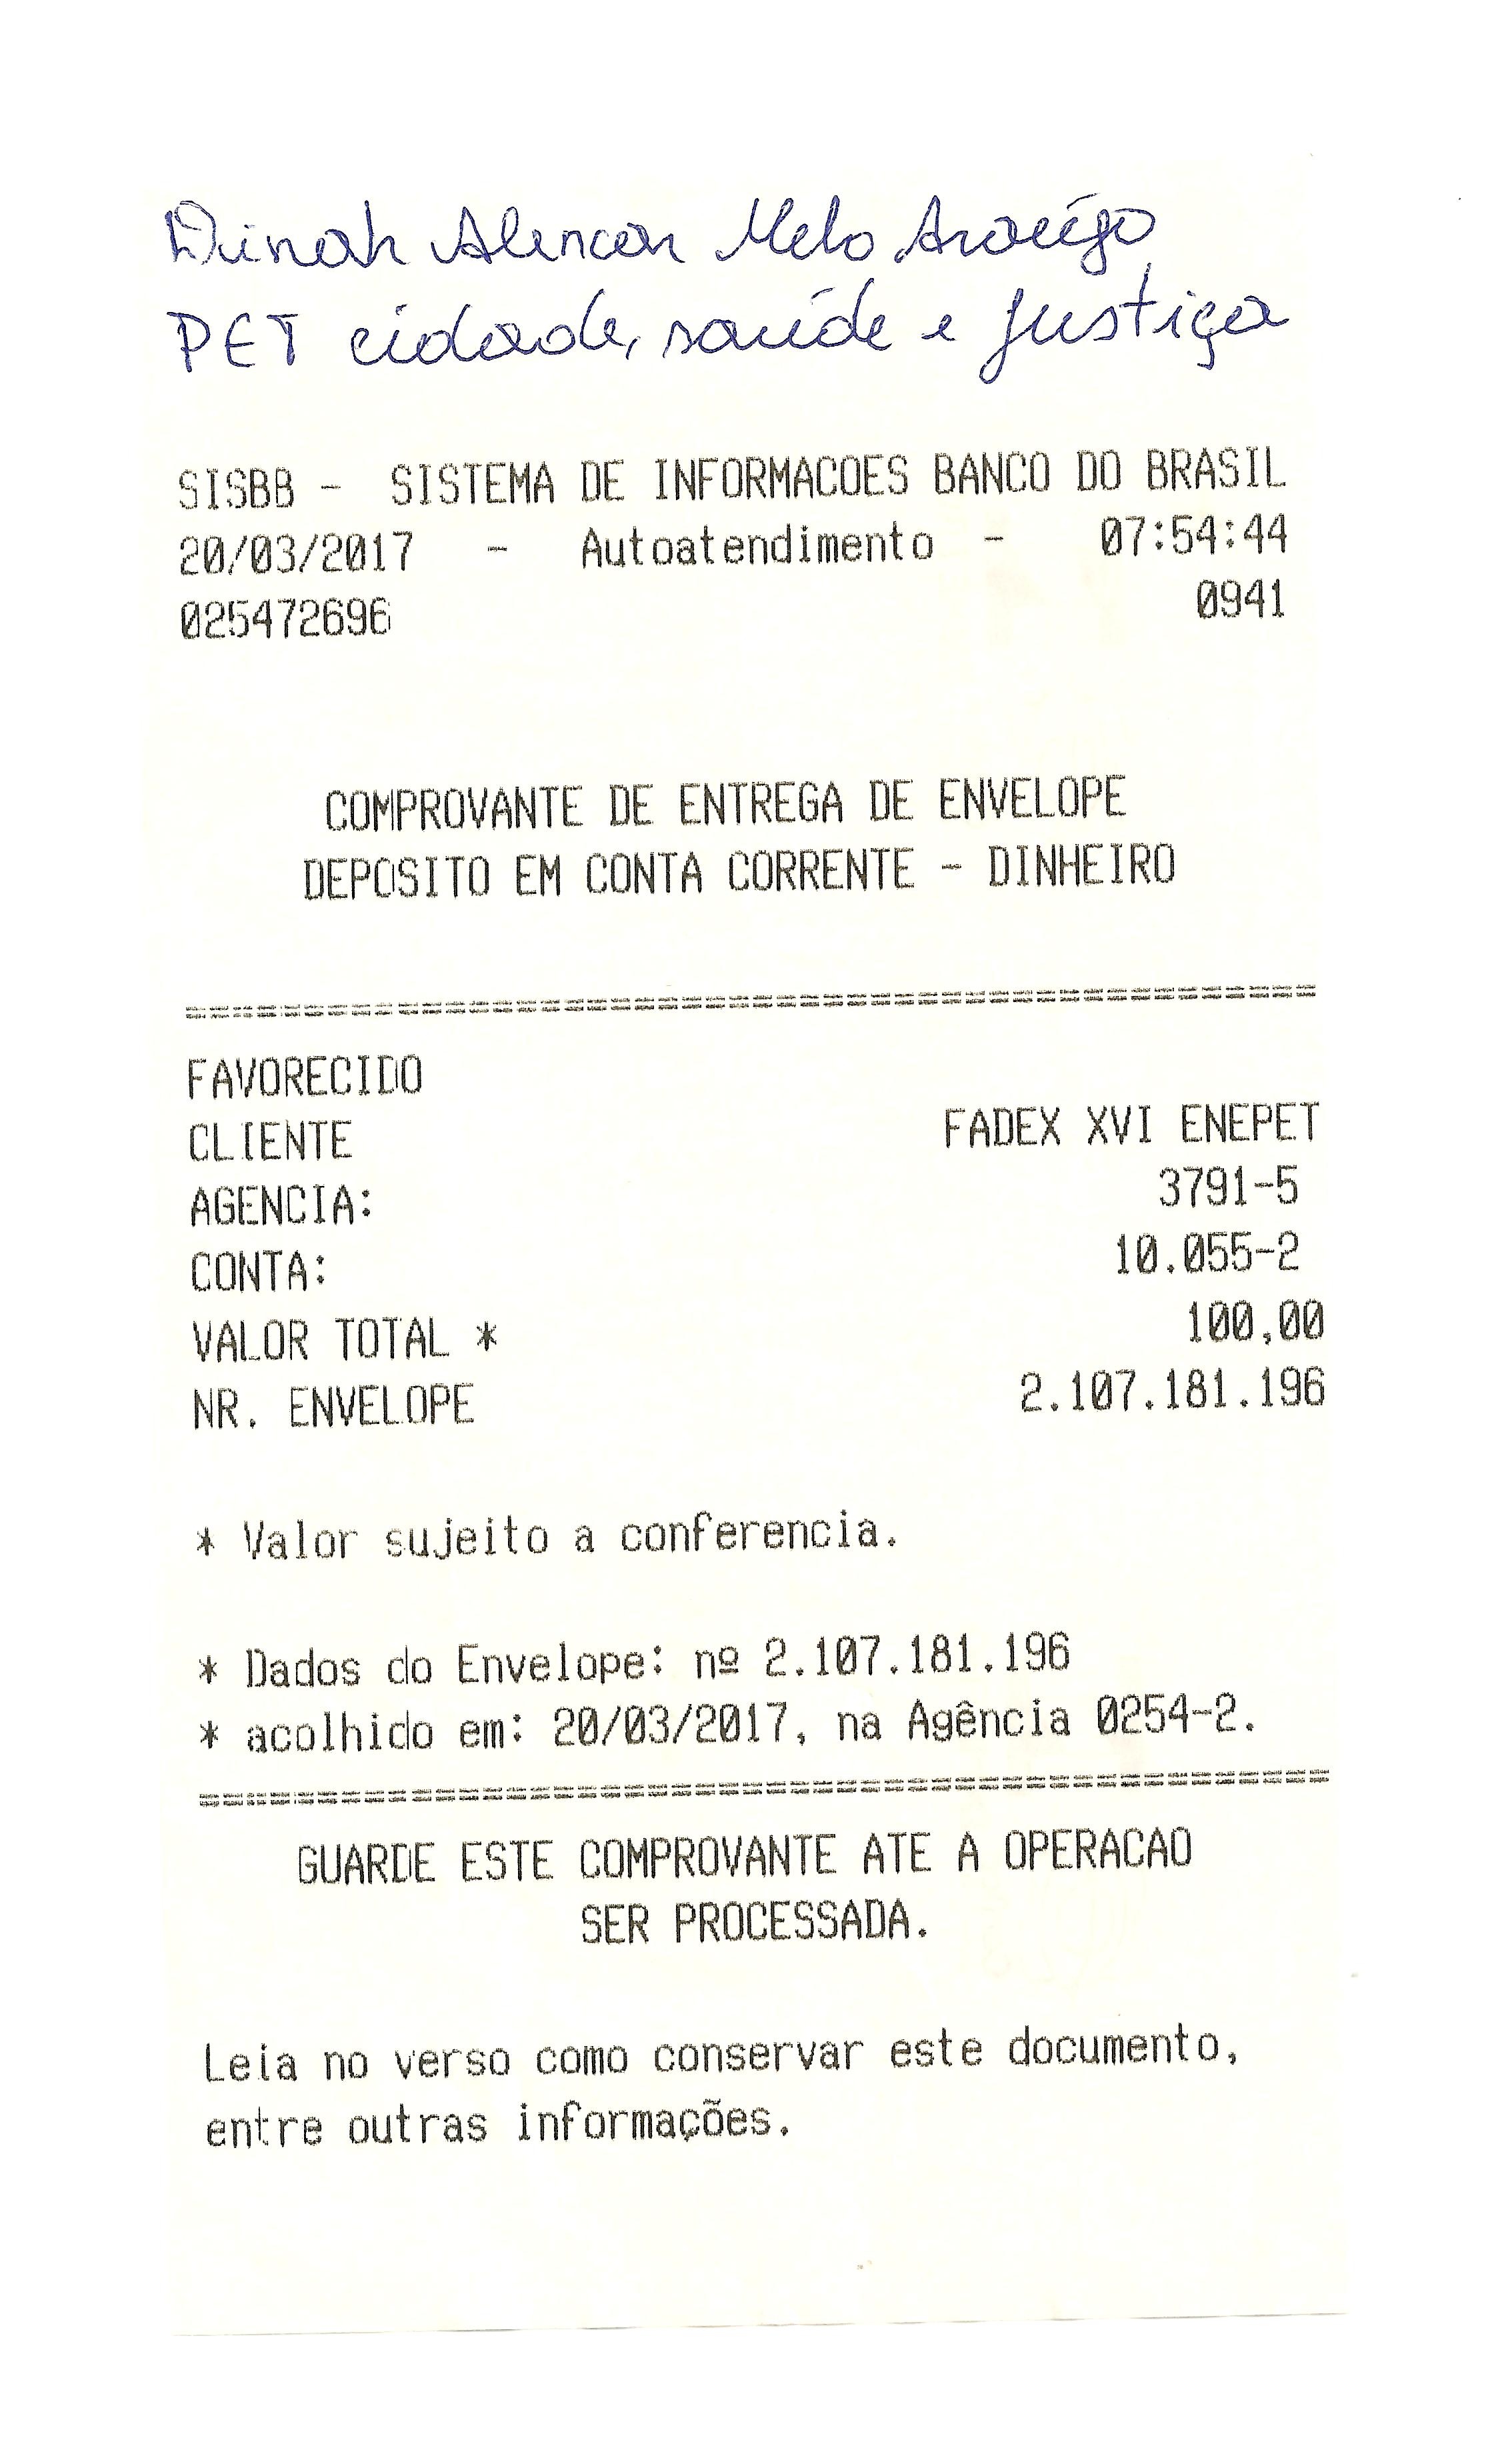 Dinah Alencar Melo Araújo
PET cidade, saúde e justiça
SISBB - SISTEMA DE INFORMACOES BANCO DO BRASIL
20/03/2017 - Autoatendimento - 07:54:44
025472696 0941
COMPROVANTE DE ENTREGA DE ENVELOPE
DEPOSITO EM CONTA CORRENTE - DINHEIRO
FAVORECIDO
CLIENTE FADEX XVI ENEPET
AGENCIA: 3791-5
CONTA: 10.055-2
VALOR TOTAL * 100,00
NR. ENVELOPE 2.107.181.196
* Valor sujeito a conferencia.
* Dados do Envelope: nº 2.107.181.196
* acolhido em: 20/03/2017, na Agência 0254-2.
GUARDE ESTE COMPROVANTE ATE A OPERACAO
SER PROCESSADA.
Leia no verso como conservar este documento,
entre outras informações.